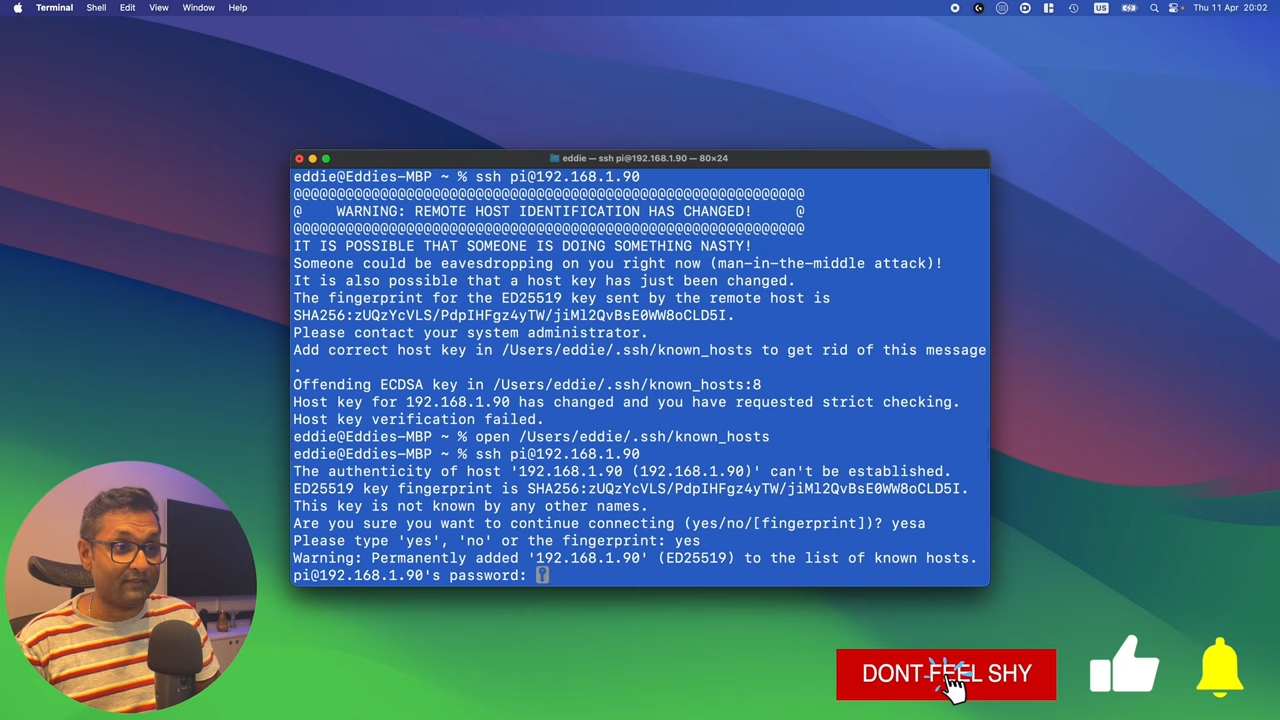 Terminal Shell Edit View Window Help US Thu 11 Apr 20:02
eddie — ssh pi@192.168.1.90 — 80×24
eddie@Eddies-MBP ~ % ssh pi@192.168.1.90
@@@@@@@@@@@@@@@@@@@@@@@@@@@@@@@@@@@@@@@@@@@@@@@@@@@@@@@@@@@
@ WARNING: REMOTE HOST IDENTIFICATION HAS CHANGED! @
@@@@@@@@@@@@@@@@@@@@@@@@@@@@@@@@@@@@@@@@@@@@@@@@@@@@@@@@@@@
IT IS POSSIBLE THAT SOMEONE IS DOING SOMETHING NASTY!
Someone could be eavesdropping on you right now (man-in-the-middle attack)!
It is also possible that a host key has just been changed.
The fingerprint for the ED25519 key sent by the remote host is
SHA256:zUQzYcVLS/PdpIHFgz4yTW/jiMl2QvBsE0WW8oCLD5I.
Please contact your system administrator.
Add correct host key in /Users/eddie/.ssh/known_hosts to get rid of this message
.
Offending ECDSA key in /Users/eddie/.ssh/known_hosts:8
Host key for 192.168.1.90 has changed and you have requested strict checking.
Host key verification failed.
eddie@Eddies-MBP ~ % open /Users/eddie/.ssh/known_hosts
eddie@Eddies-MBP ~ % ssh pi@192.168.1.90
The authenticity of host '192.168.1.90 (192.168.1.90)' can't be established.
ED25519 key fingerprint is SHA256:zUQzYcVLS/PdpIHFgz4yTW/jiMl2QvBsE0WW8oCLD5I.
This key is not known by any other names.
Are you sure you want to continue connecting (yes/no/[fingerprint])? yesa
Please type 'yes', 'no' or the fingerprint: yes
Warning: Permanently added '192.168.1.90' (ED25519) to the list of known hosts.
pi@192.168.1.90's password:
DONT FEEL SHY